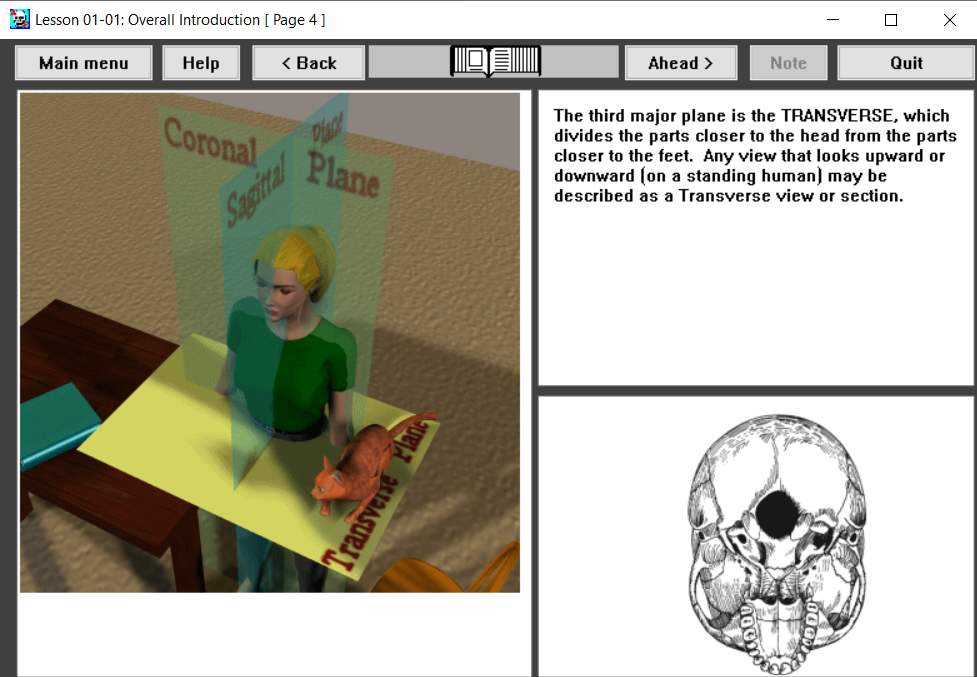 Lesson 01-01: Overall Introduction [ Page 4 ]
Main menu Help < Back Ahead > Note Quit
Coronal Plane
Sagittal Plane
Transverse Plane
The third major plane is the TRANSVERSE, which
divides the parts closer to the head from the parts
closer to the feet.  Any view that looks upward or
downward (on a standing human) may be
described as a Transverse view or section.